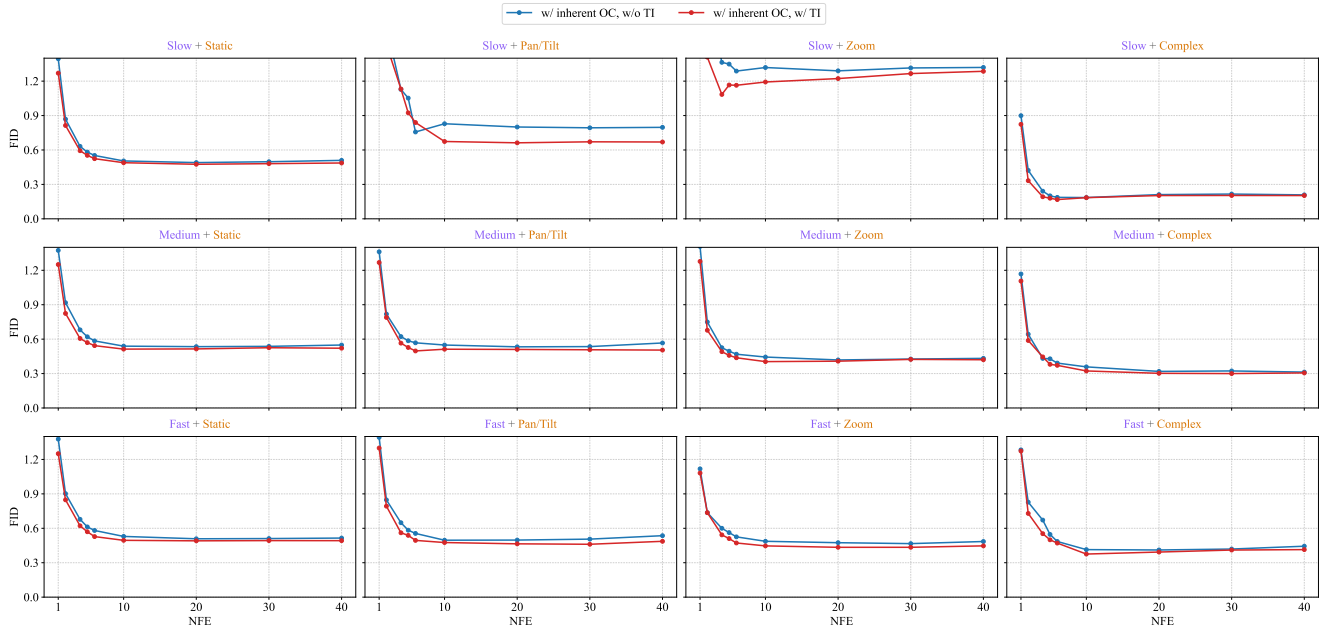 w/ inherent OC, w/o TI
w/ inherent OC, w/ TI
Slow + Static
Slow + Pan/Tilt
Slow + Zoom
Slow + Complex
FID
1.2
0.9
0.6
0.3
0.0
Medium + Static
Medium + Pan/Tilt
Medium + Zoom
Medium + Complex
FID
1.2
0.9
0.6
0.3
0.0
Fast + Static
Fast + Pan/Tilt
Fast + Zoom
Fast + Complex
FID
1.2
0.9
0.6
0.3
0.0
1 10 20 30 40
1 10 20 30 40
1 10 20 30 40
1 10 20 30 40
NFE
NFE
NFE
NFE